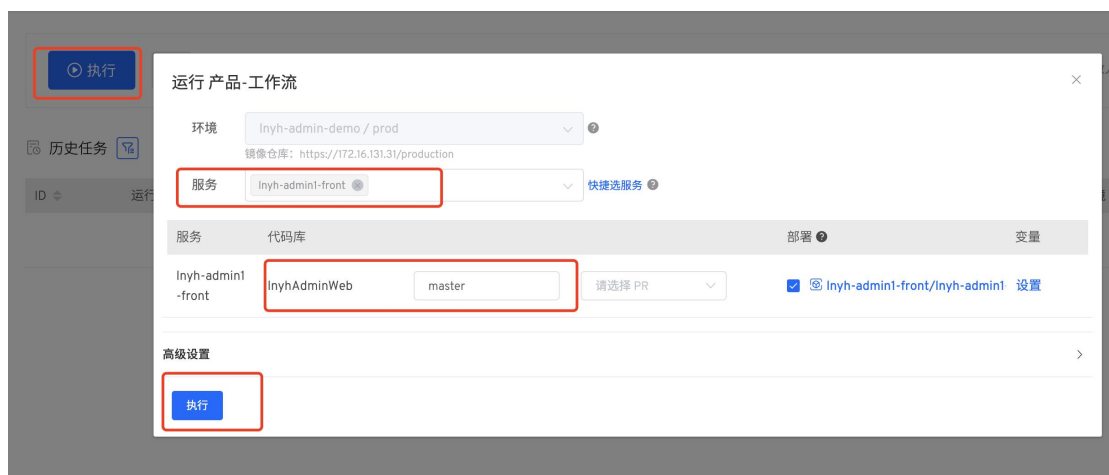 执行
历史任务
ID
运行
运行 产品-工作流
环境
lnyh-admin-demo / prod
镜像仓库：https://172.16.131.31/production
服务
lnyh-admin1-front
快捷选服务
服务
代码库
部署
变量
lnyh-admin1
-front
lnyhAdminWeb
master
请选择 PR
lnyh-admin1-front/lnyh-admin1-
设置
高级设置
执行